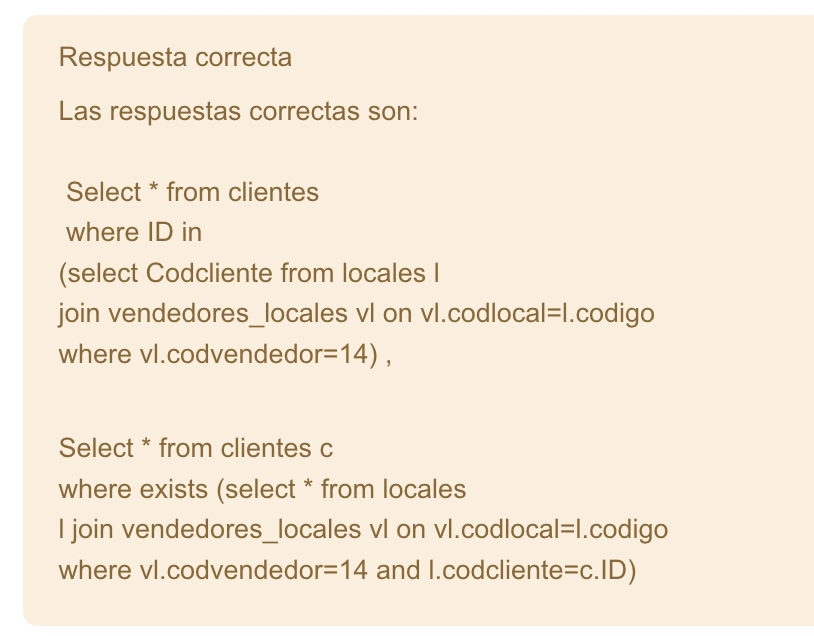 Respuesta correcta
Las respuestas correctas son:
Select * from clientes
where ID in
(select Codcliente from locales l
join vendedores_locales vl on vl.codlocal=l.codigo
where vl.codvendedor=14) ,
Select * from clientes c
where exists (select * from locales
l join vendedores_locales vl on vl.codlocal=l.codigo
where vl.codvendedor=14 and l.codcliente=c.ID)